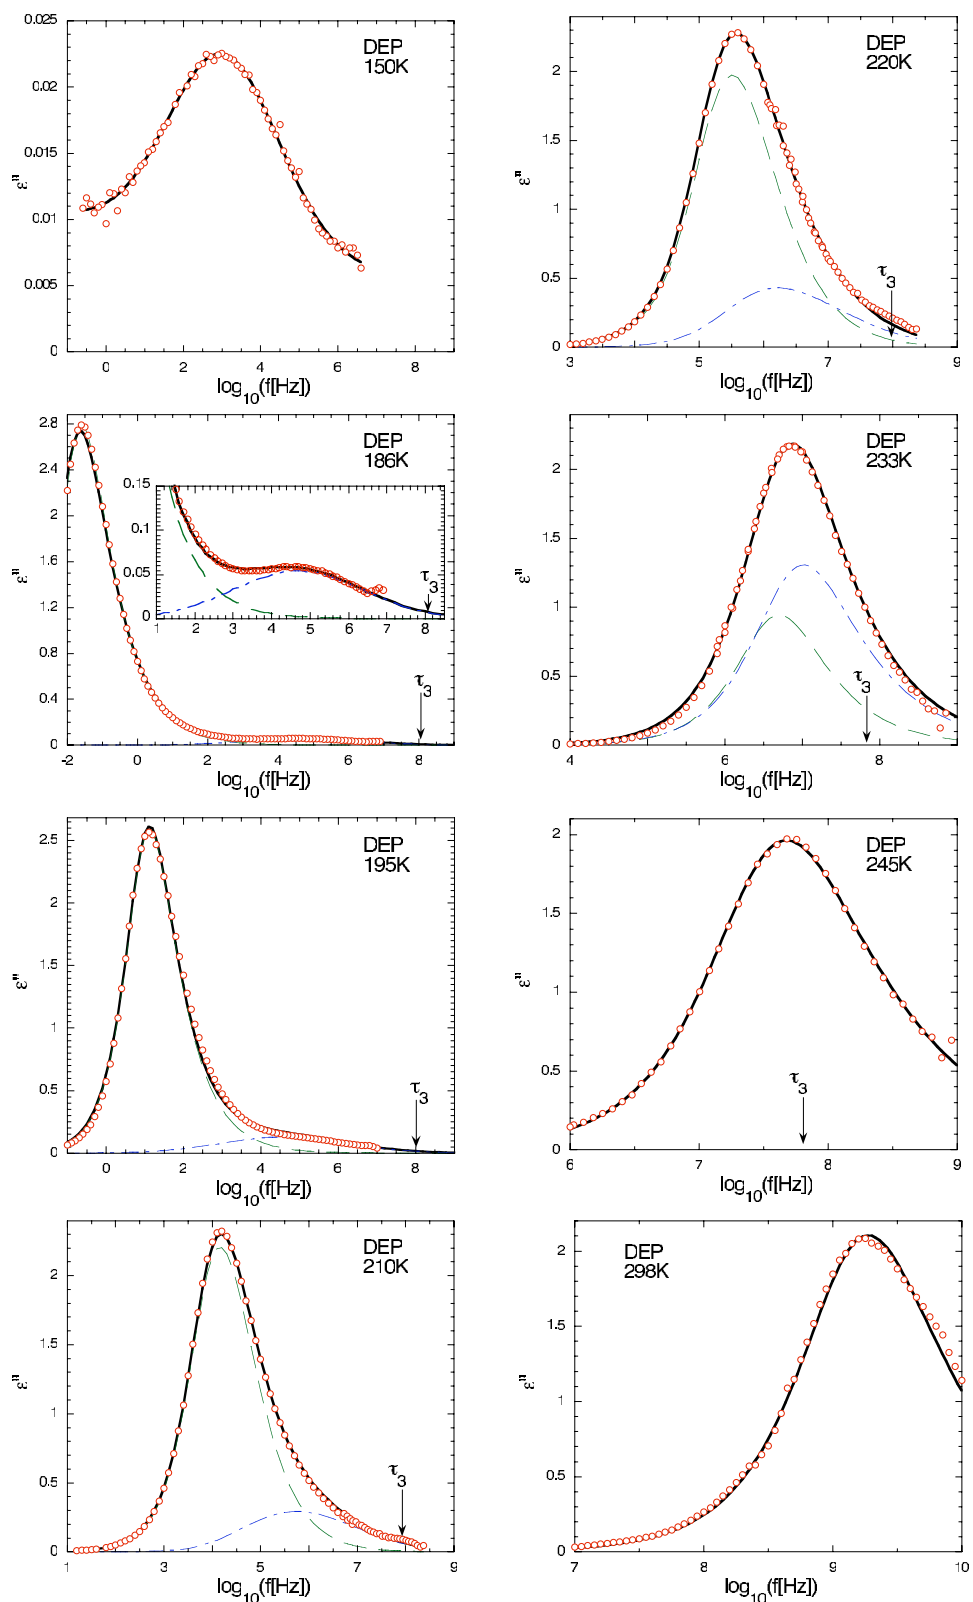 0.025
0.02
0.015
0.01
0.005
0
ε"
DEP
150K
0 2 4 6 8
log10(f[Hz])
2
1.5
1
0.5
0
ε"
DEP
220K
τ3
3 5 7 9
log10(f[Hz])
2.8
2.4
2
1.6
1.2
0.8
0.4
0
ε"
DEP
186K
0.15
0.1
0.05
0
τ3
1 2 3 4 5 6 7 8
τ3
-2 0 2 4 6 8
log10(f[Hz])
2
1.5
1
0.5
0
ε"
DEP
233K
τ3
4 6 8
log10(f[Hz])
2.5
2
1.5
1
0.5
0
ε"
DEP
195K
τ3
0 2 4 6 8
log10(f[Hz])
2
1.5
1
0.5
0
ε"
DEP
245K
τ3
6 7 8 9
log10(f[Hz])
2
1.5
1
0.5
0
ε"
DEP
210K
τ3
1 3 5 7 9
log10(f[Hz])
2
1.5
1
0.5
0
ε"
DEP
298K
7 8 9 10
log10(f[Hz])